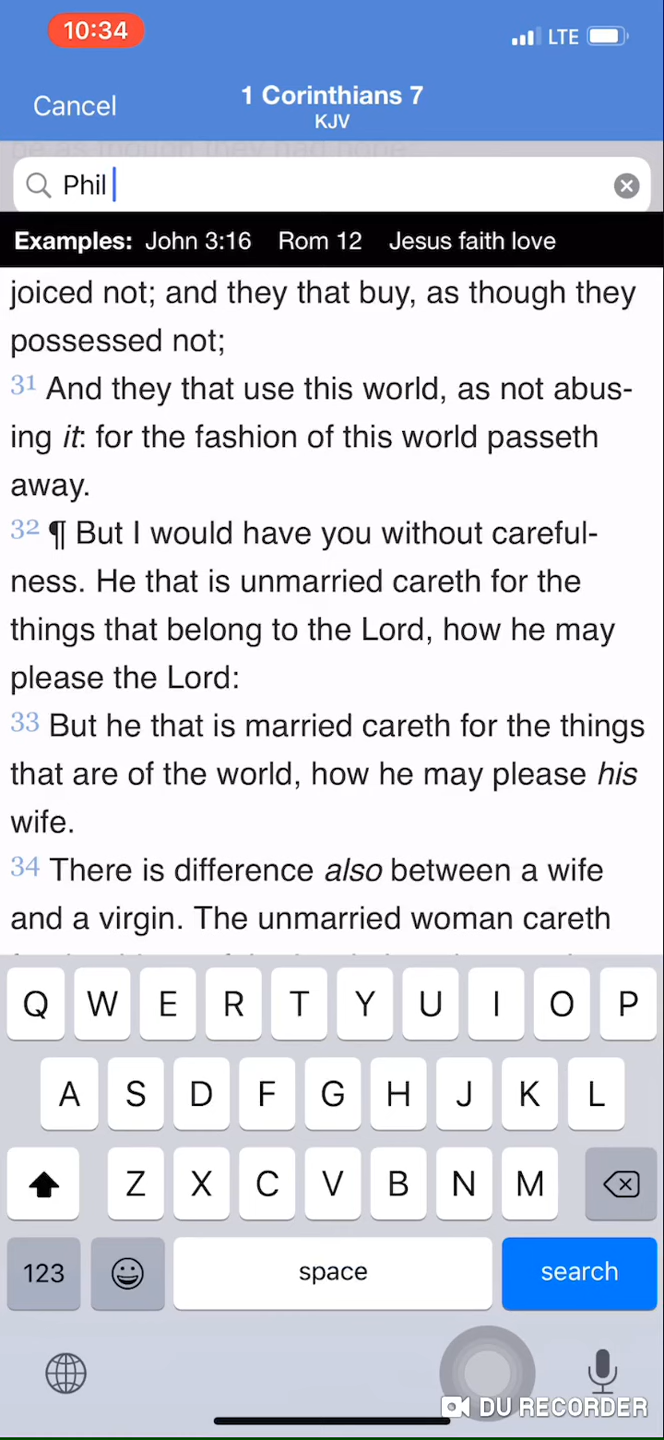 10:34
LTE
Cancel
1 Corinthians 7
KJV
Phil
Examples: John 3:16 Rom 12 Jesus faith love
joiced not; and they that buy, as though they
possessed not;
31 And they that use this world, as not abus-
ing it: for the fashion of this world passeth
away.
32 ¶ But I would have you without careful-
ness. He that is unmarried careth for the
things that belong to the Lord, how he may
please the Lord:
33 But he that is married careth for the things
that are of the world, how he may please his
wife.
34 There is difference also between a wife
and a virgin. The unmarried woman careth
Q W E R T Y U I O P
A S D F G H J K L
Z X C V B N M
123 space search
DU RECORDER